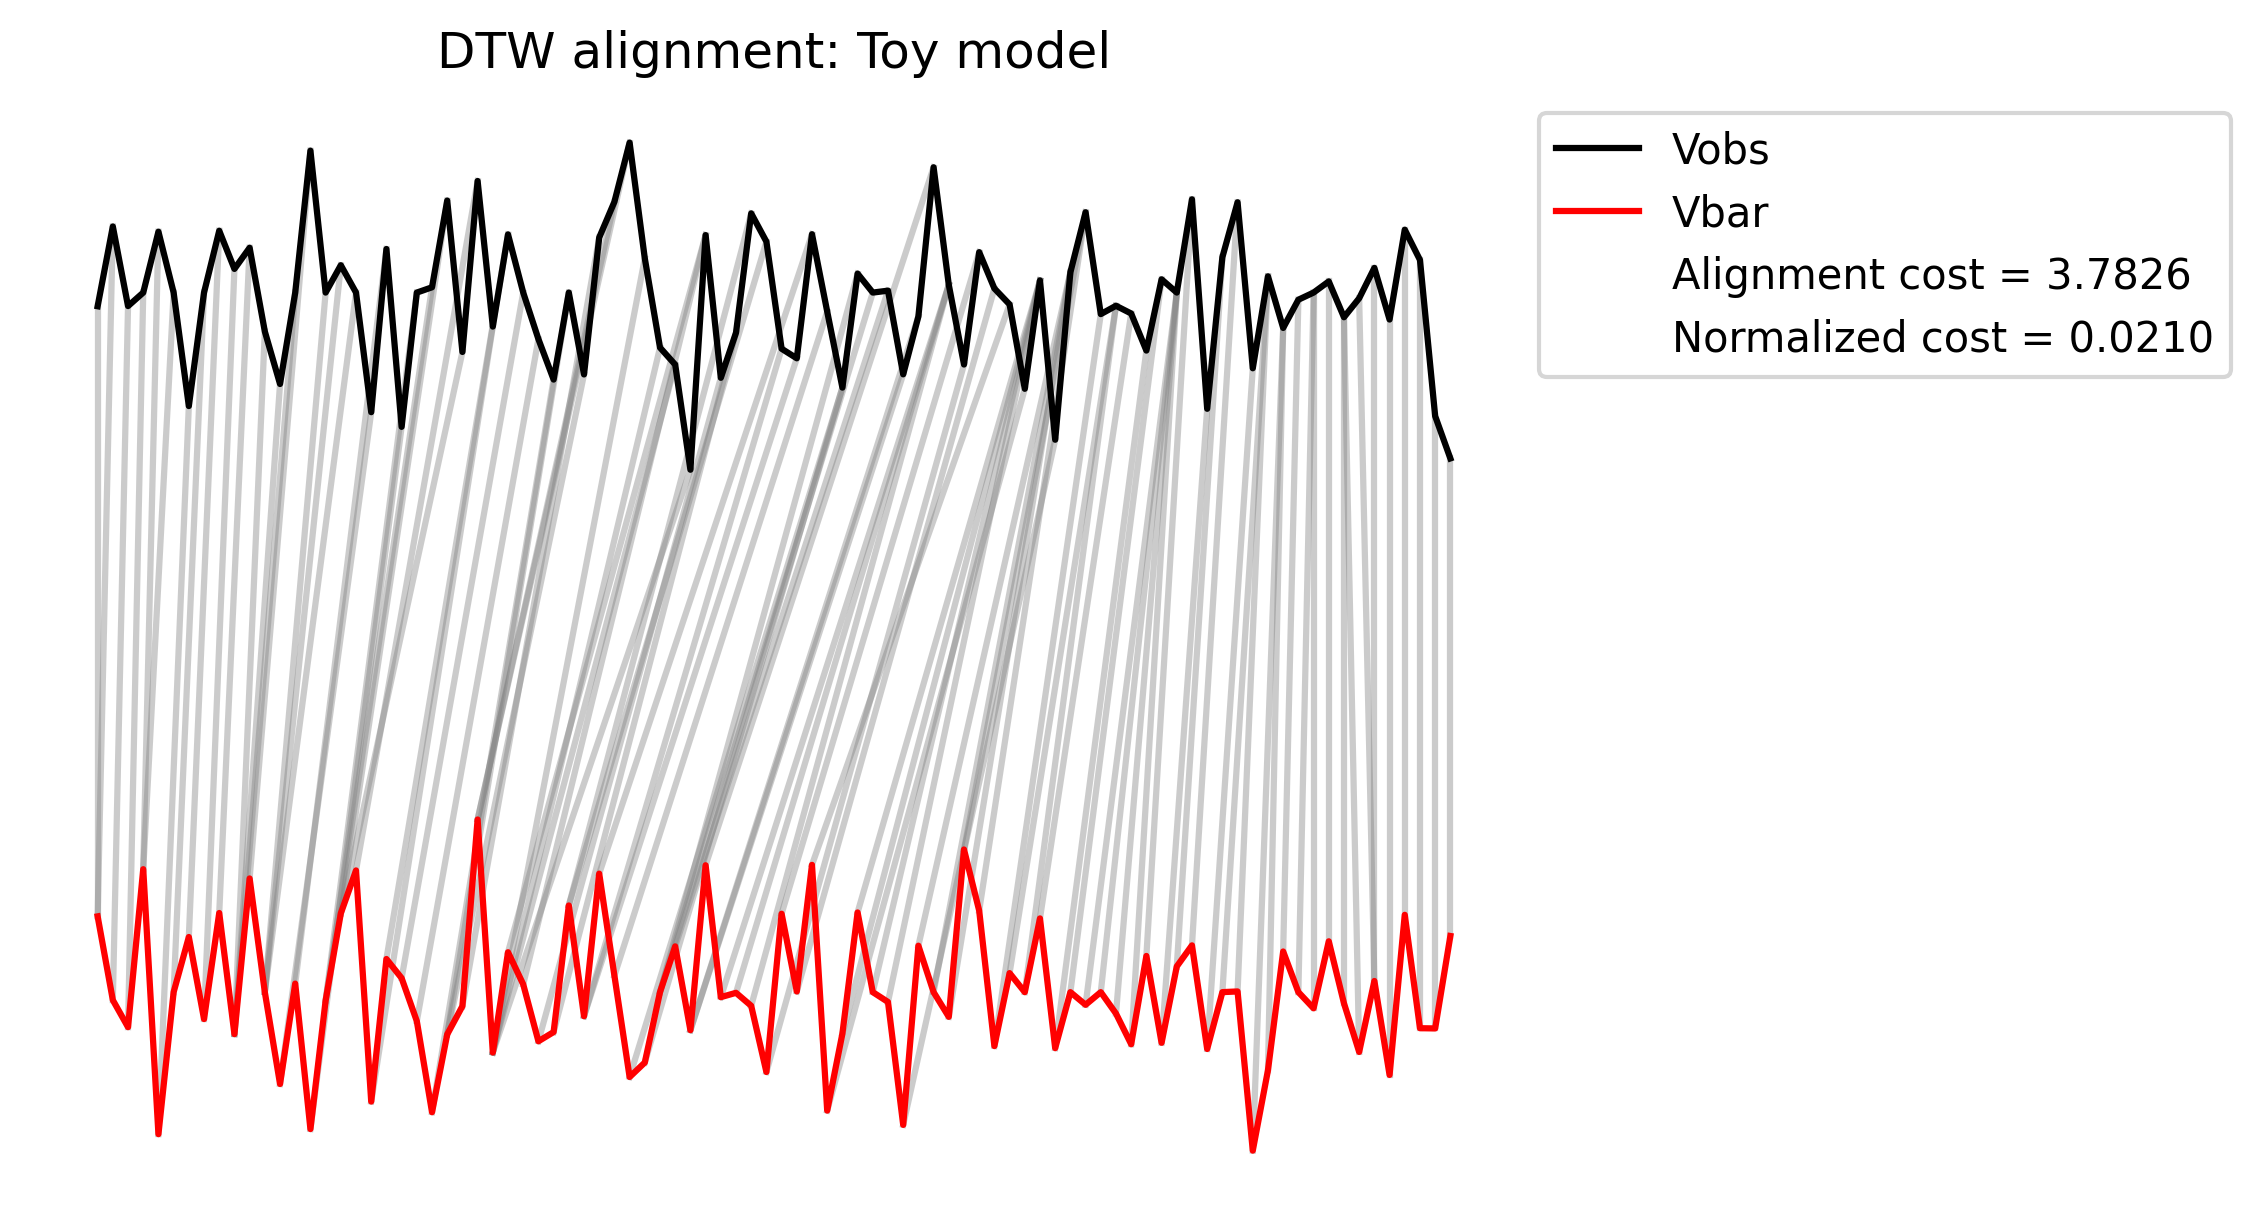 DTW alignment: Toy model
Vobs
Vbar
Alignment cost = 3.7826
Normalized cost = 0.0210